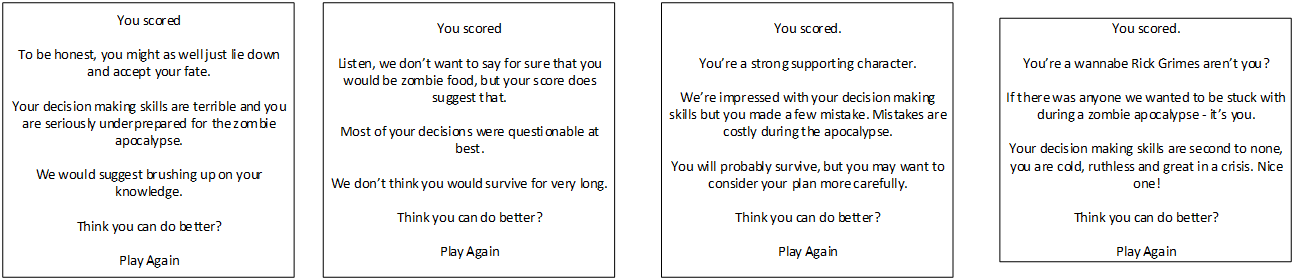 You scored
To be honest, you might as well just lie down
and accept your fate.
Your decision making skills are terrible and you
are seriously underprepared for the zombie
apocalypse.
We would suggest brushing up on your
knowledge.
Think you can do better?
Play Again
You scored
Listen, we don't want to say for sure that you
would be zombie food, but your score does
suggest that.
Most of your decisions were questionable at
best.
We don't think you would survive for very long.
Think you can do better?
Play Again
You scored.
You're a strong supporting character.
We're impressed with your decision making
skills but you made a few mistake. Mistakes are
costly during the apocalypse.
You will probably survive, but you may want to
consider your plan more carefully.
Think you can do better?
Play Again
You scored.
You're a wannabe Rick Grimes aren't you?
If there was anyone we wanted to be stuck with
during a zombie apocalypse - it's you.
Your decision making skills are second to none,
you are cold, ruthless and great in a crisis. Nice
one!
Think you can do better?
Play Again